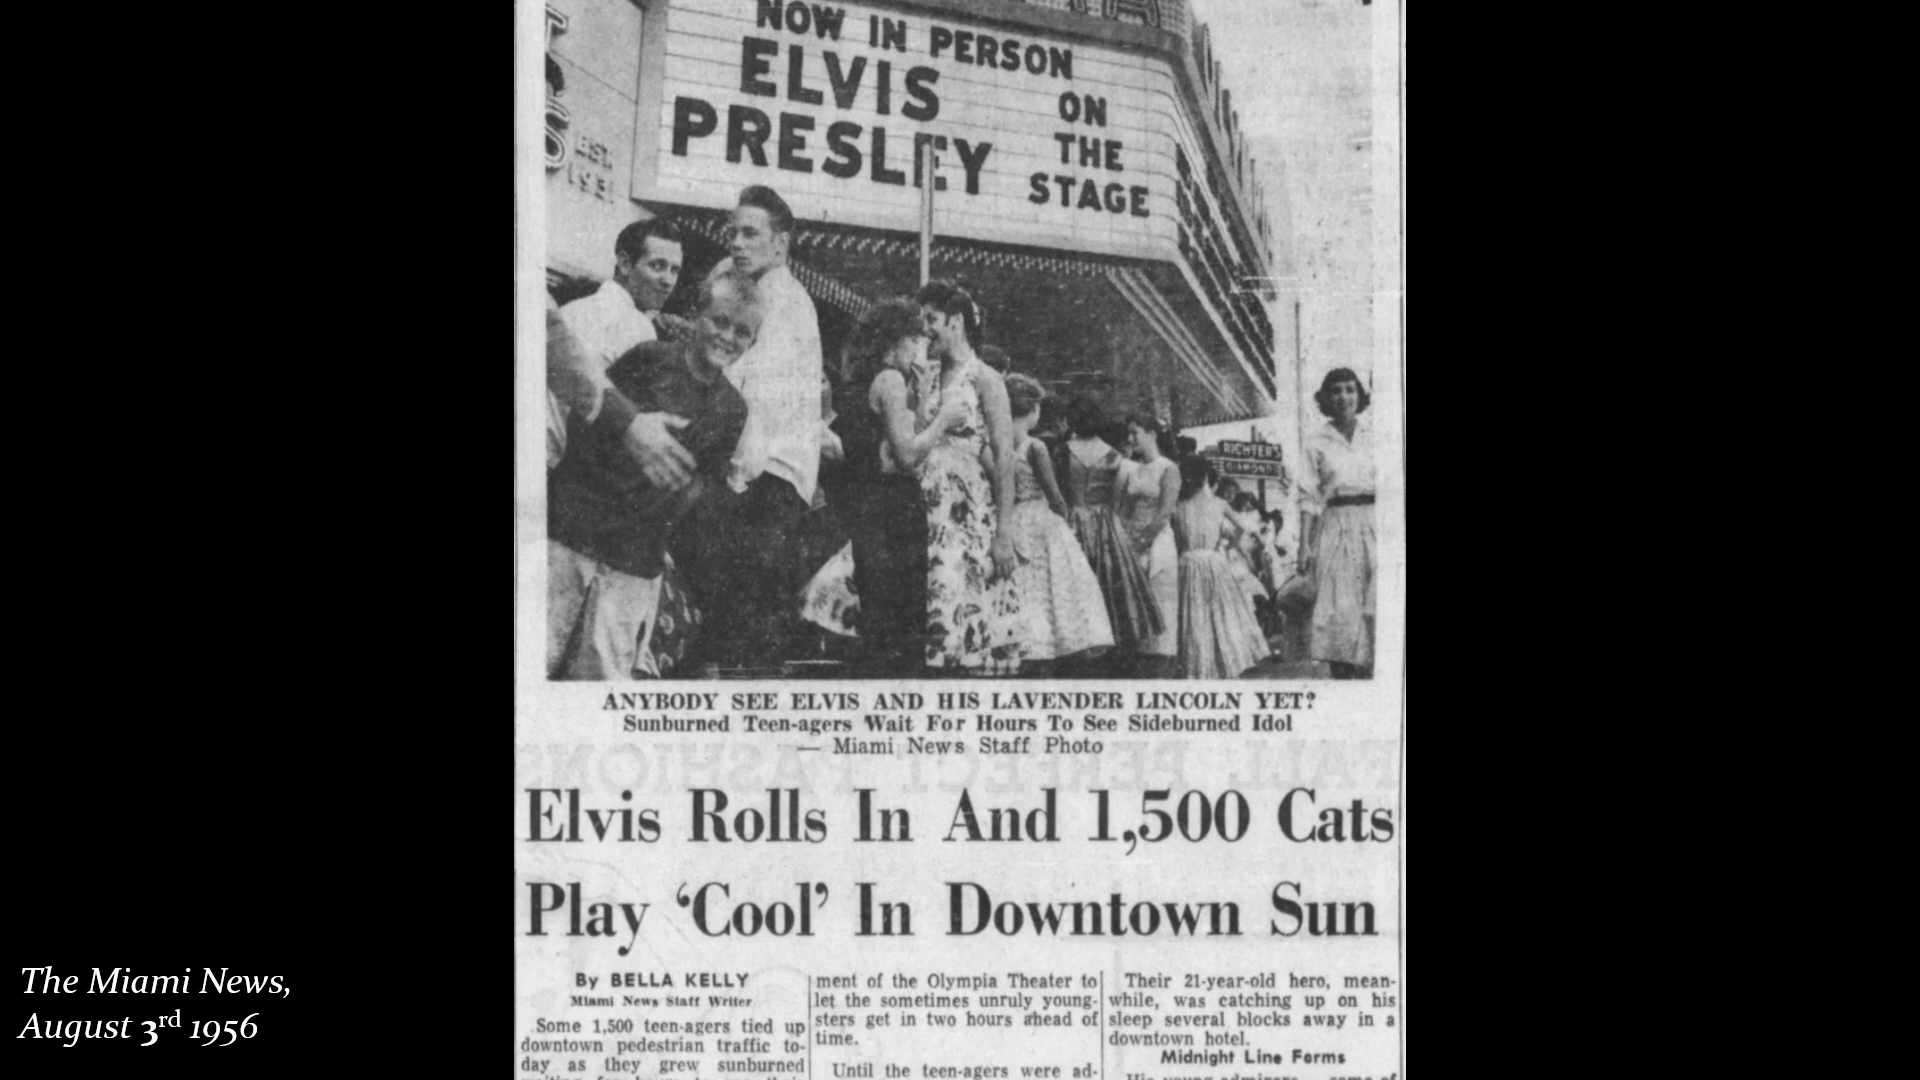 NOW IN PERSON
ELVIS
PRESLEY
ON
THE
STAGE
EST.
RICHTER'S
ANYBODY SEE ELVIS AND HIS LAVENDER LINCOLN YET?
Sunburned Teen-agers Wait For Hours To See Sideburned Idol
— Miami News Staff Photo
Elvis Rolls In And 1,500 Cats
Play ‘Cool’ In Downtown Sun
By BELLA KELLY
Miami News Staff Writer
Some 1,500 teen-agers tied up
downtown pedestrian traffic to-
day as they grew sunburned
ment of the Olympia Theater to
let the sometimes unruly young-
sters get in two hours ahead of
time.
Until the teen-agers were ad-
Their 21-year-old hero, mean-
while, was catching up on his
sleep several blocks away in a
downtown hotel.
Midnight Line Forms
The Miami News,
August 3rd 1956